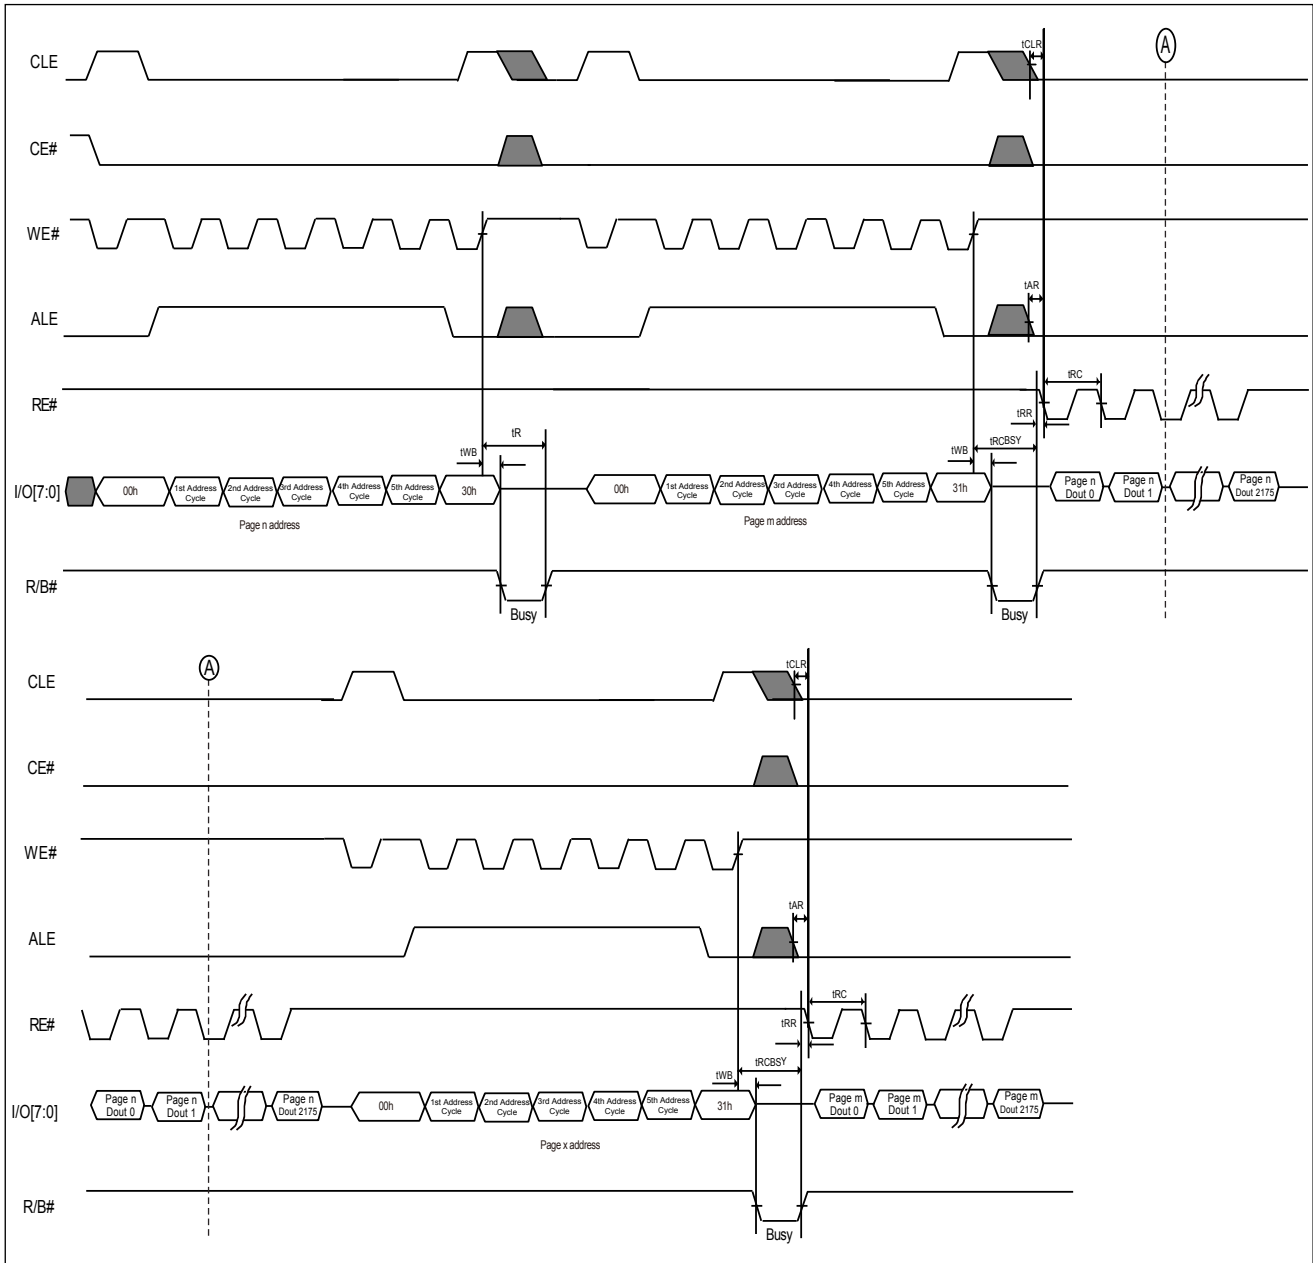 CLE
tCLR
A
CE#
WE#
ALE
tAR
RE#
tRC
tRR
tR
tWB
tWB
tRCBSY
I/O[7:0]
00h
1st Address Cycle
2nd Address Cycle
3rd Address Cycle
4th Address Cycle
5th Address Cycle
30h
00h
1st Address Cycle
2nd Address Cycle
3rd Address Cycle
4th Address Cycle
5th Address Cycle
31h
Page n Dout 0
Page n Dout 1
Page n Dout 2175
Page n address
Page m address
R/B#
Busy
Busy
A
CLE
tCLR
CE#
WE#
ALE
tAR
RE#
tRC
tRR
tRCBSY
tWB
I/O[7:0]
Page n Dout 0
Page n Dout 1
Page n Dout 2175
00h
1st Address Cycle
2nd Address Cycle
3rd Address Cycle
4th Address Cycle
5th Address Cycle
31h
Page m Dout 0
Page m Dout 1
Page m Dout 2175
Page x address
R/B#
Busy